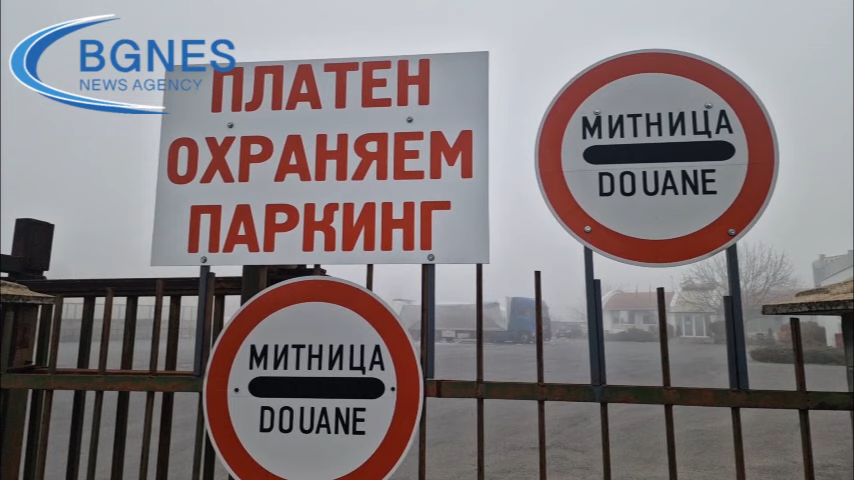 BGNES
NEWS AGENCY
ПЛАТЕН
ОХРАНЯЕМ
ПАРКИНГ
МИТНИЦА
DOUANE
МИТНИЦА
DOUANE